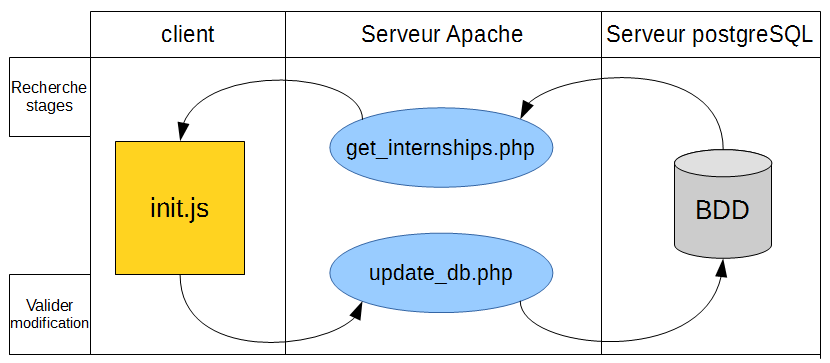 client
Serveur Apache
Serveur postgreSQL
Recherche
stages
get_internships.php
init.js
BDD
update_db.php
Valider
modification